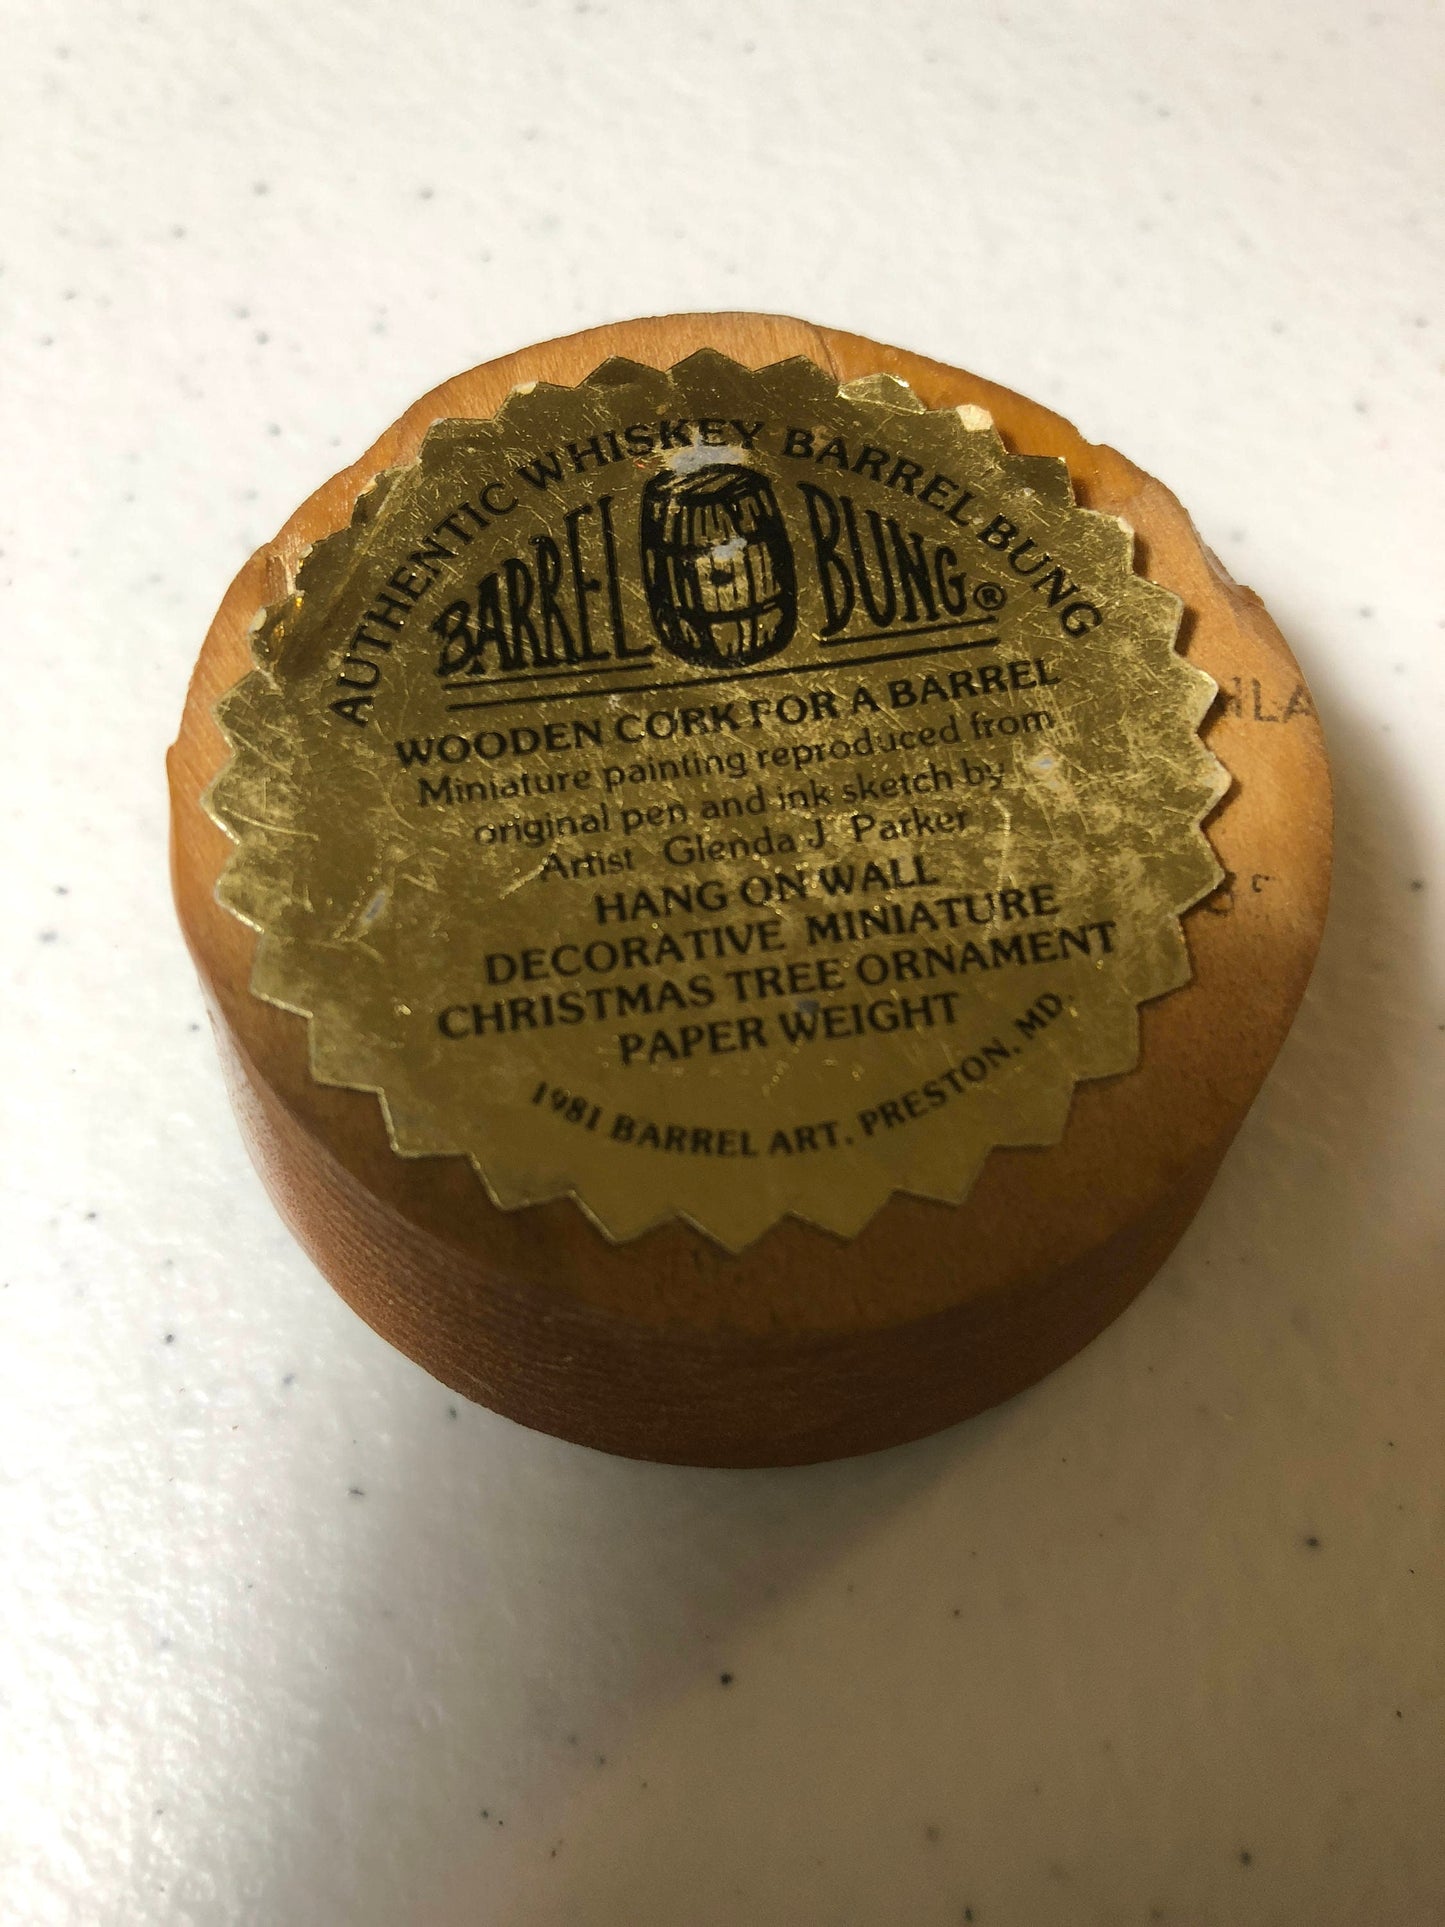 AUTHENTIC WHISKEY BARREL BUNG
BARREL BUNG®
WOODEN CORK FOR A BARREL
Miniature painting reproduced from
original pen and ink sketch by
Artist Glenda J. Parker
HANG ON WALL
DECORATIVE MINIATURE
CHRISTMAS TREE ORNAMENT
PAPER WEIGHT
1981 BARREL ART, PRESTON, MD.